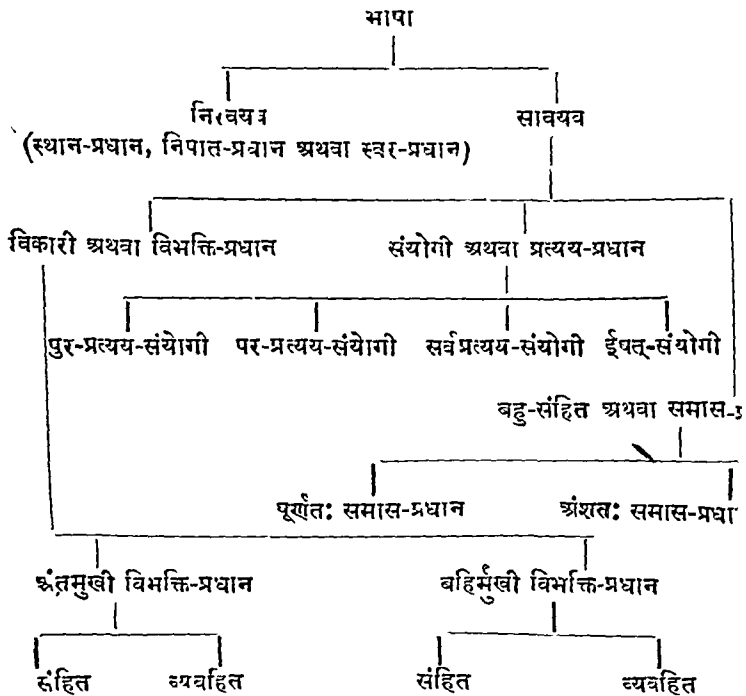 भाषा
निरवयव सावयव
(स्थान-प्रधान, निपात-प्रधान अथवा स्वर-प्रधान)
विकारी अथवा विभक्ति-प्रधान संयोगी अथवा प्रत्यय-प्रधान
पुर-प्रत्यय-संयोगी पर-प्रत्यय-संयोगी सर्वप्रत्यय-संयोगी ईषत्-संयोगी
बहु-संहित अथवा समास-प्र
पूर्णत: समास-प्रधान अंशत: समास-प्रधा
अंतमुखी विभक्ति-प्रधान बहिर्मुखी विभक्ति-प्रधान
संहित व्यवहित संहित व्यवहित